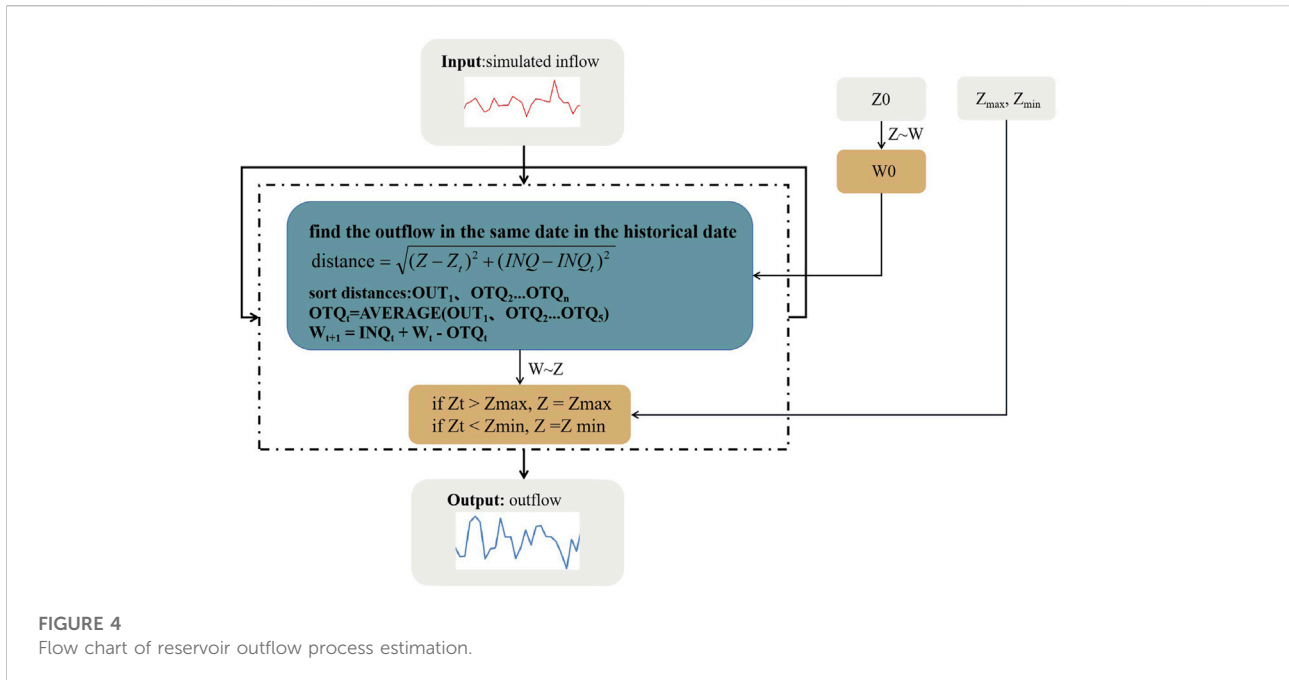 Input:simulated inflow
Z0
Zmax, Zmin
Z~W
W0
find the outflow in the same date in the historical date
distance = √(Z − Zt)² + (INQ − INQt)²
sort distances:OUT1、OTQ2...OTQn
OTQt=AVERAGE(OUT1、OTQ2...OTQ5)
Wt+1 = INQt + Wt - OTQt
W~Z
if Zt > Zmax, Z = Zmax
if Zt < Zmin, Z =Z min
Output: outflow
FIGURE 4
Flow chart of reservoir outflow process estimation.